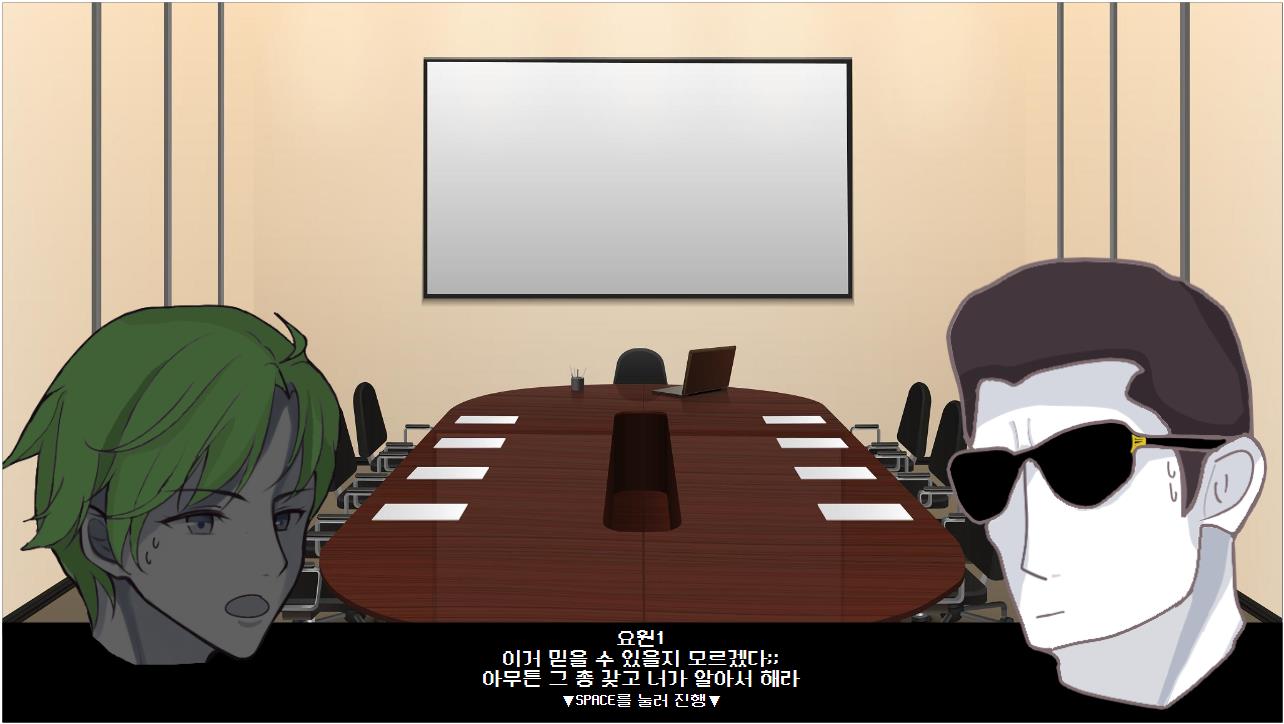 요원1
이거 믿을 수 있을지 모르겠다;;
아무튼 그 총 갖고 너가 알아서 해라
▼SPACE를 눌러 진행▼